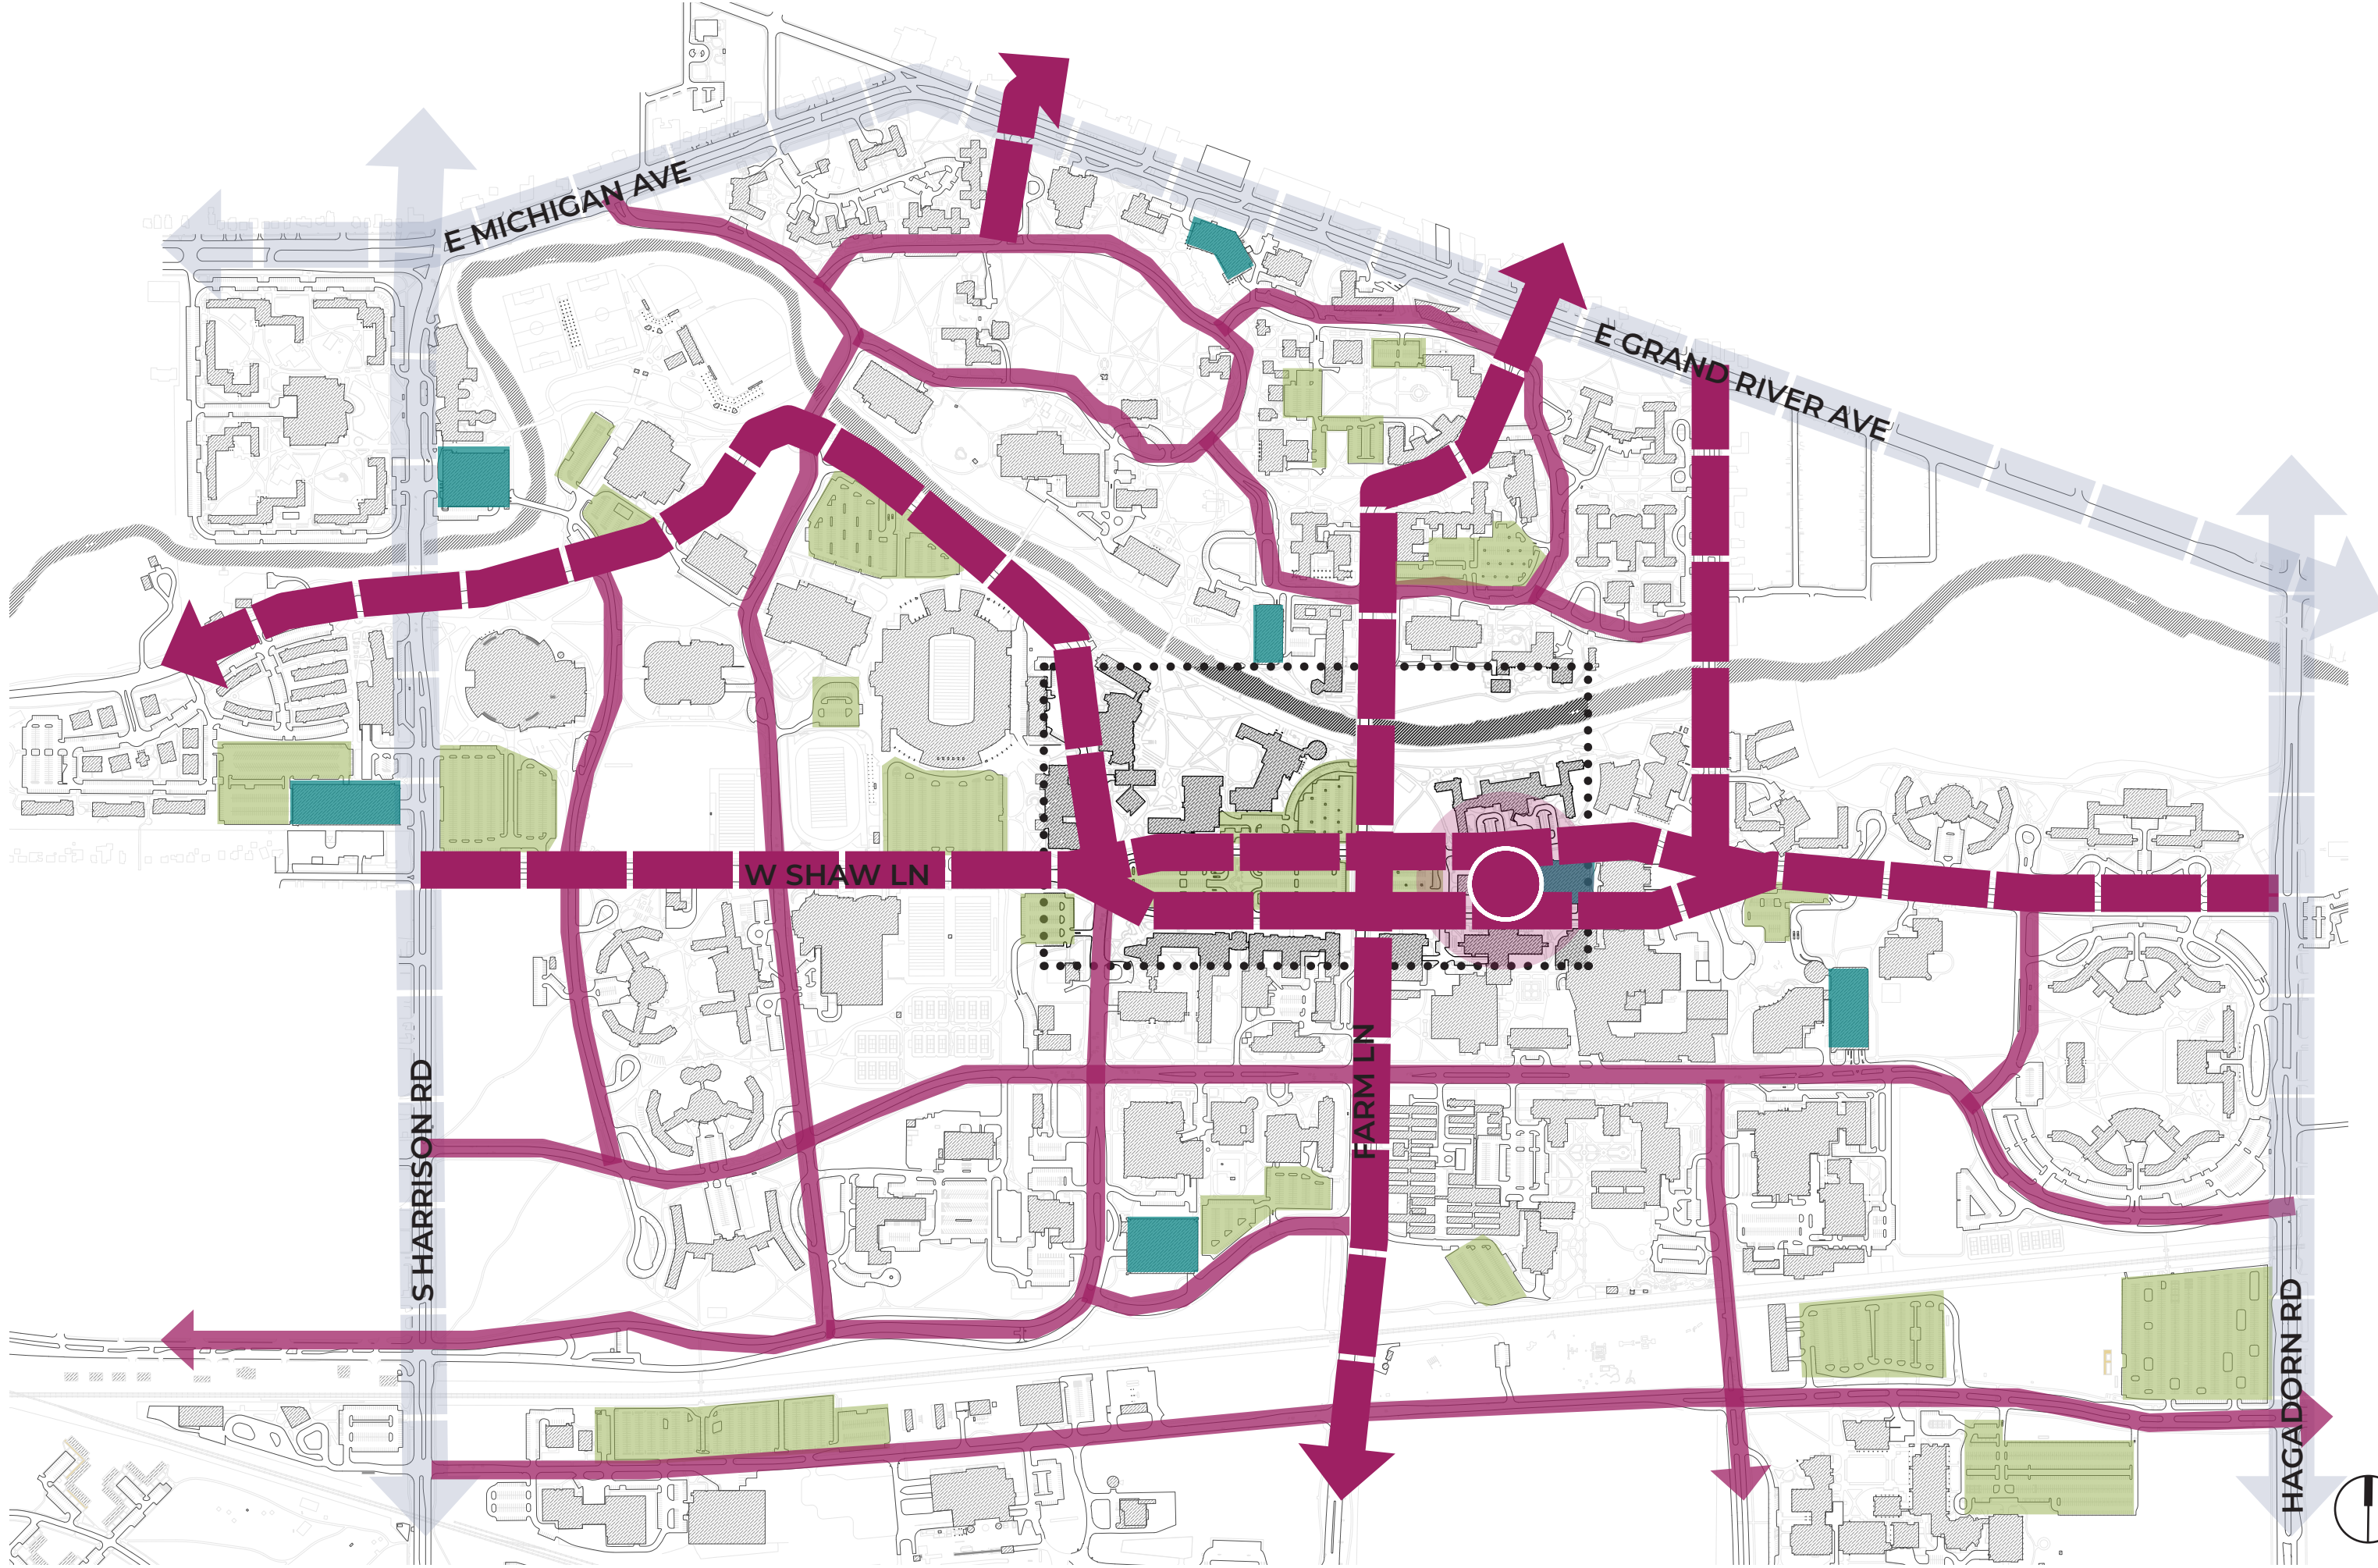 E MICHIGAN AVE
E GRAND RIVER AVE
W SHAW LN
FARM LN
S HARRISON RD
HAGADORN RD